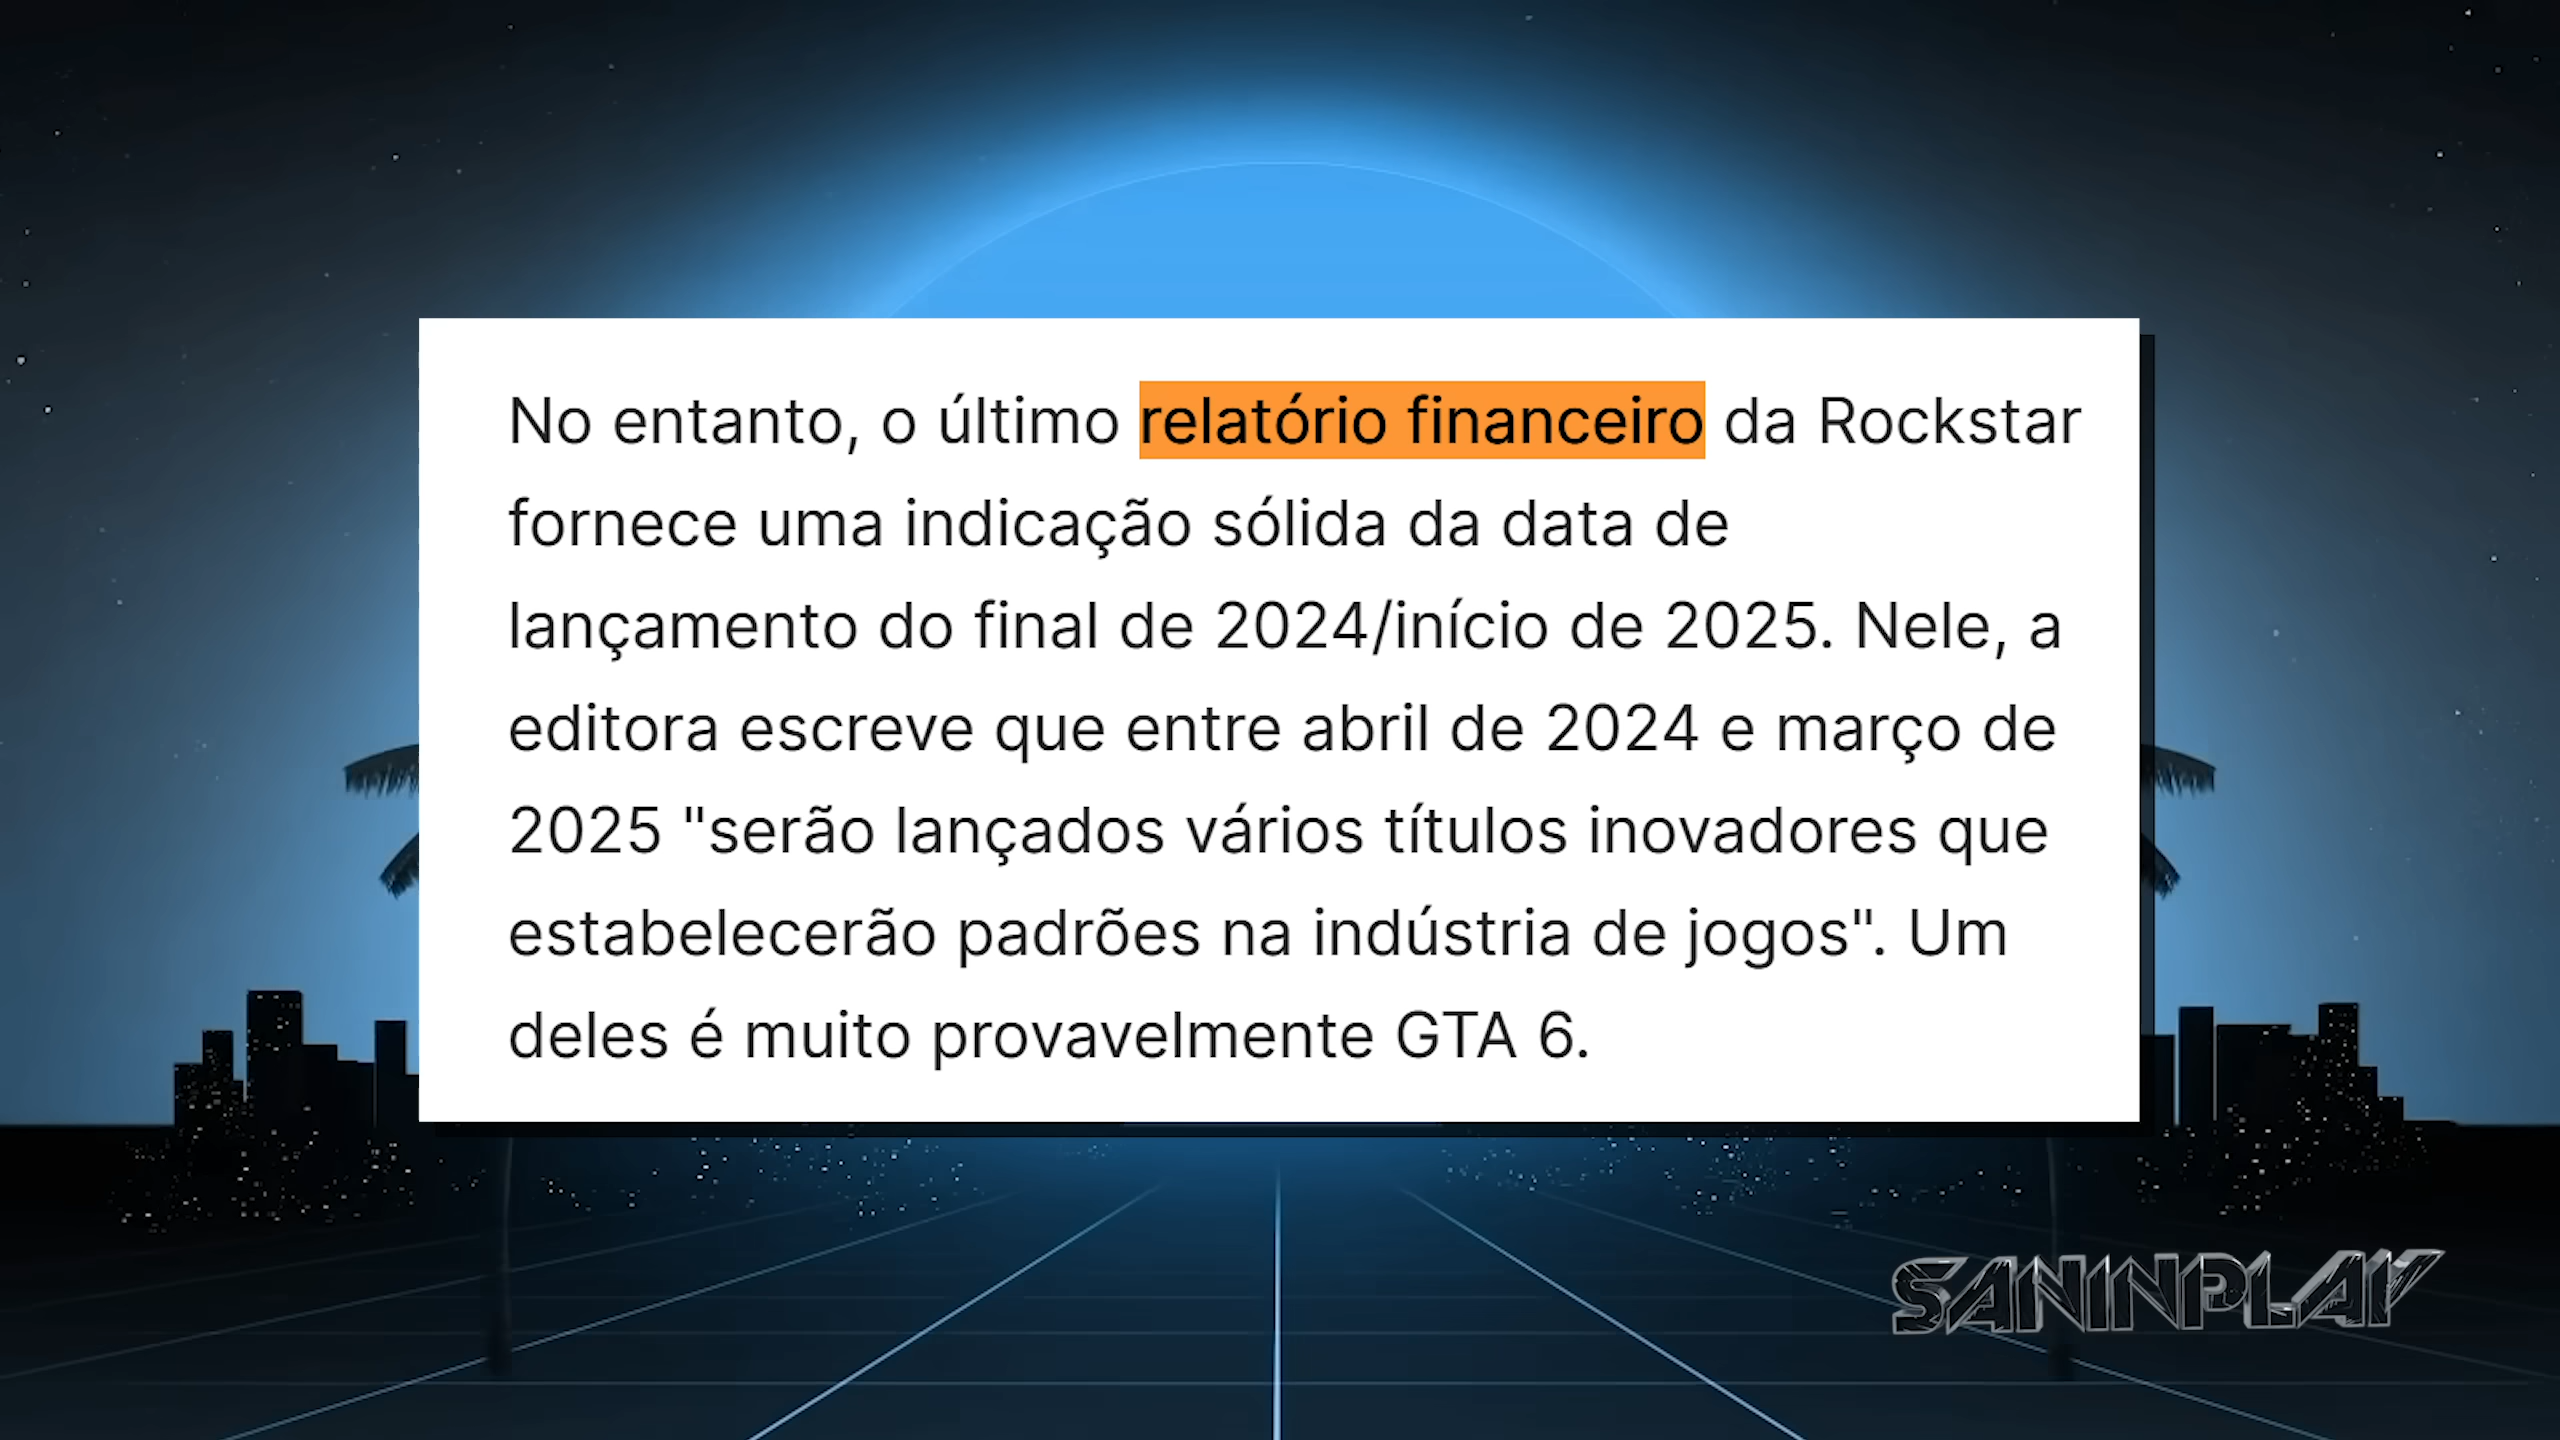 No entanto, o último relatório financeiro da Rockstar
fornece uma indicação sólida da data de
lançamento do final de 2024/início de 2025. Nele, a
editora escreve que entre abril de 2024 e março de
2025 "serão lançados vários títulos inovadores que
estabelecerão padrões na indústria de jogos". Um
deles é muito provavelmente GTA 6.
SANINPLAY